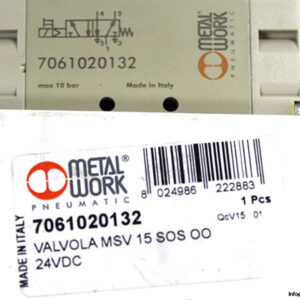 4 2
5 1 3
METAL
WORK
PNEUMATIC
7061020132
max 10 bar
Made in Italy
METAL
WORK
PNEUMATIC
8 024986 222883
7061020132
1 Pcs
QcV15 01
VALVOLA MSV 15 SOS OO
24VDC
MADE IN ITALY